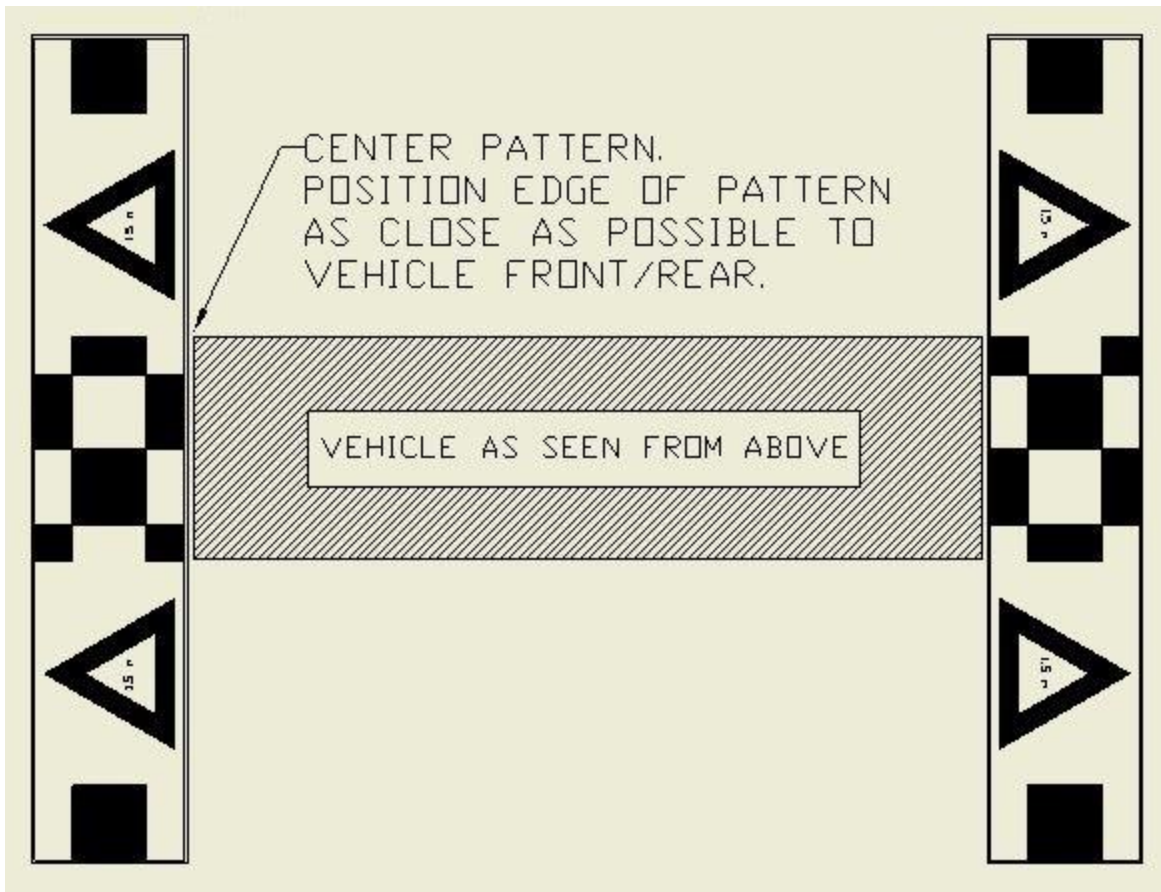 CENTER PATTERN.
POSITION EDGE OF PATTERN
AS CLOSE AS POSSIBLE TO
VEHICLE FRONT/REAR.
VEHICLE AS SEEN FROM ABOVE